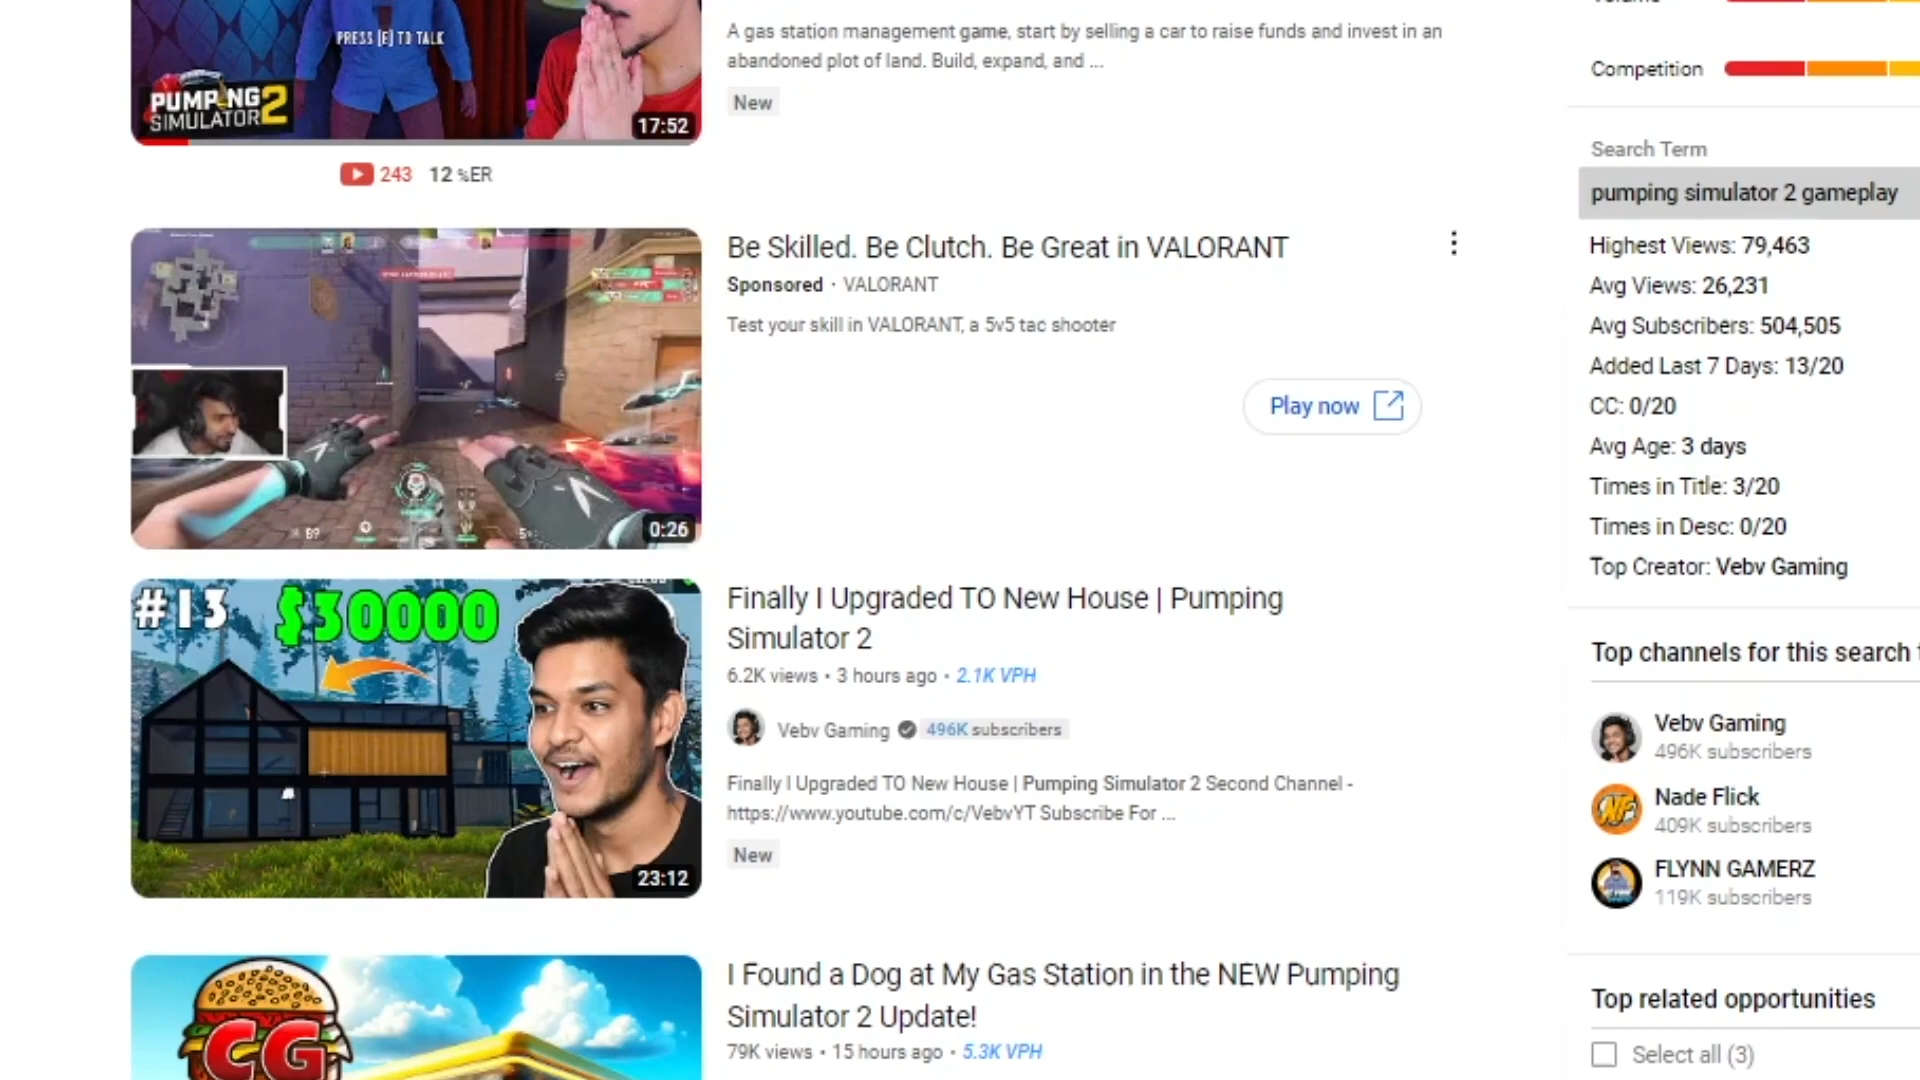 PRESS [E] TO TALK
PUMPING
SIMULATOR 2
17:52
A gas station management game, start by selling a car to raise funds and invest in an
abandoned plot of land. Build, expand, and ...
New
243 12 %ER
Be Skilled. Be Clutch. Be Great in VALORANT
Sponsored · VALORANT
Test your skill in VALORANT, a 5v5 tac shooter
Play now
0:26
#13 $30000
23:12
Finally I Upgraded TO New House | Pumping
Simulator 2
6.2K views • 3 hours ago • 2.1K VPH
Vebv Gaming 496K subscribers
Finally I Upgraded TO New House | Pumping Simulator 2 Second Channel -
https://www.youtube.com/c/VebvYT Subscribe For ...
New
CG
I Found a Dog at My Gas Station in the NEW Pumping
Simulator 2 Update!
79K views • 15 hours ago • 5.3K VPH
Competition
Search Term
pumping simulator 2 gameplay
Highest Views: 79,463
Avg Views: 26,231
Avg Subscribers: 504,505
Added Last 7 Days: 13/20
CC: 0/20
Avg Age: 3 days
Times in Title: 3/20
Times in Desc: 0/20
Top Creator: Vebv Gaming
Top channels for this search
Vebv Gaming
496K subscribers
Nade Flick
409K subscribers
FLYNN GAMERZ
119K subscribers
Top related opportunities
Select all (3)